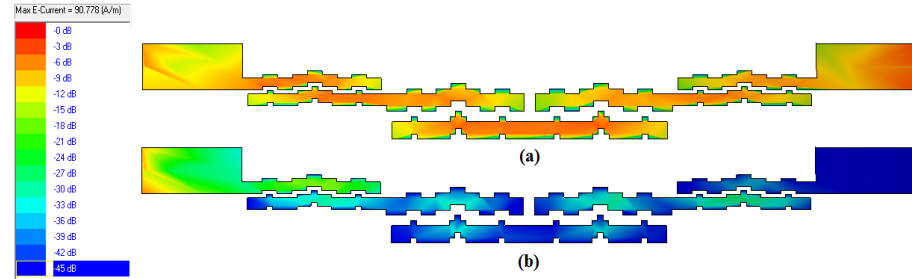 Max E-Current = 90.778 (A/m)
-0 dB
-3 dB
-6 dB
-9 dB
-12 dB
-15 dB
-18 dB
-21 dB
-24 dB
-27 dB
-30 dB
-33 dB
-36 dB
-39 dB
-42 dB
-45 dB
(a)
(b)